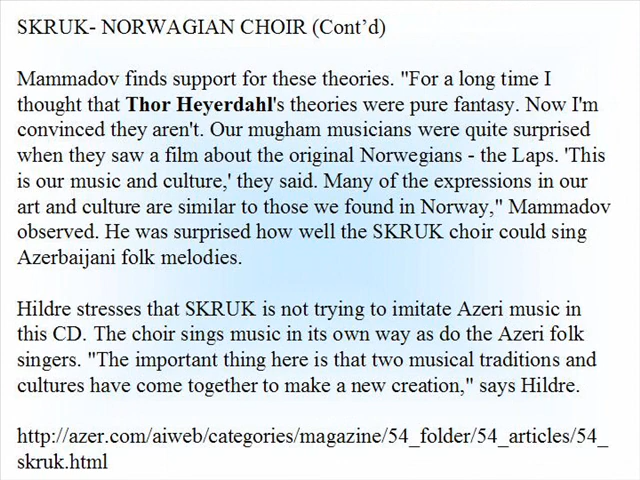 SKRUK- NORWAGIAN CHOIR (Cont’d)
Mammadov finds support for these theories. "For a long time I
thought that Thor Heyerdahl's theories were pure fantasy. Now I'm
convinced they aren't. Our mugham musicians were quite surprised
when they saw a film about the original Norwegians - the Laps. 'This
is our music and culture,' they said. Many of the expressions in our
art and culture are similar to those we found in Norway," Mammadov
observed. He was surprised how well the SKRUK choir could sing
Azerbaijani folk melodies.
Hildre stresses that SKRUK is not trying to imitate Azeri music in
this CD. The choir sings music in its own way as do the Azeri folk
singers. "The important thing here is that two musical traditions and
cultures have come together to make a new creation," says Hildre.
http://azer.com/aiweb/categories/magazine/54_folder/54_articles/54_
skruk.html